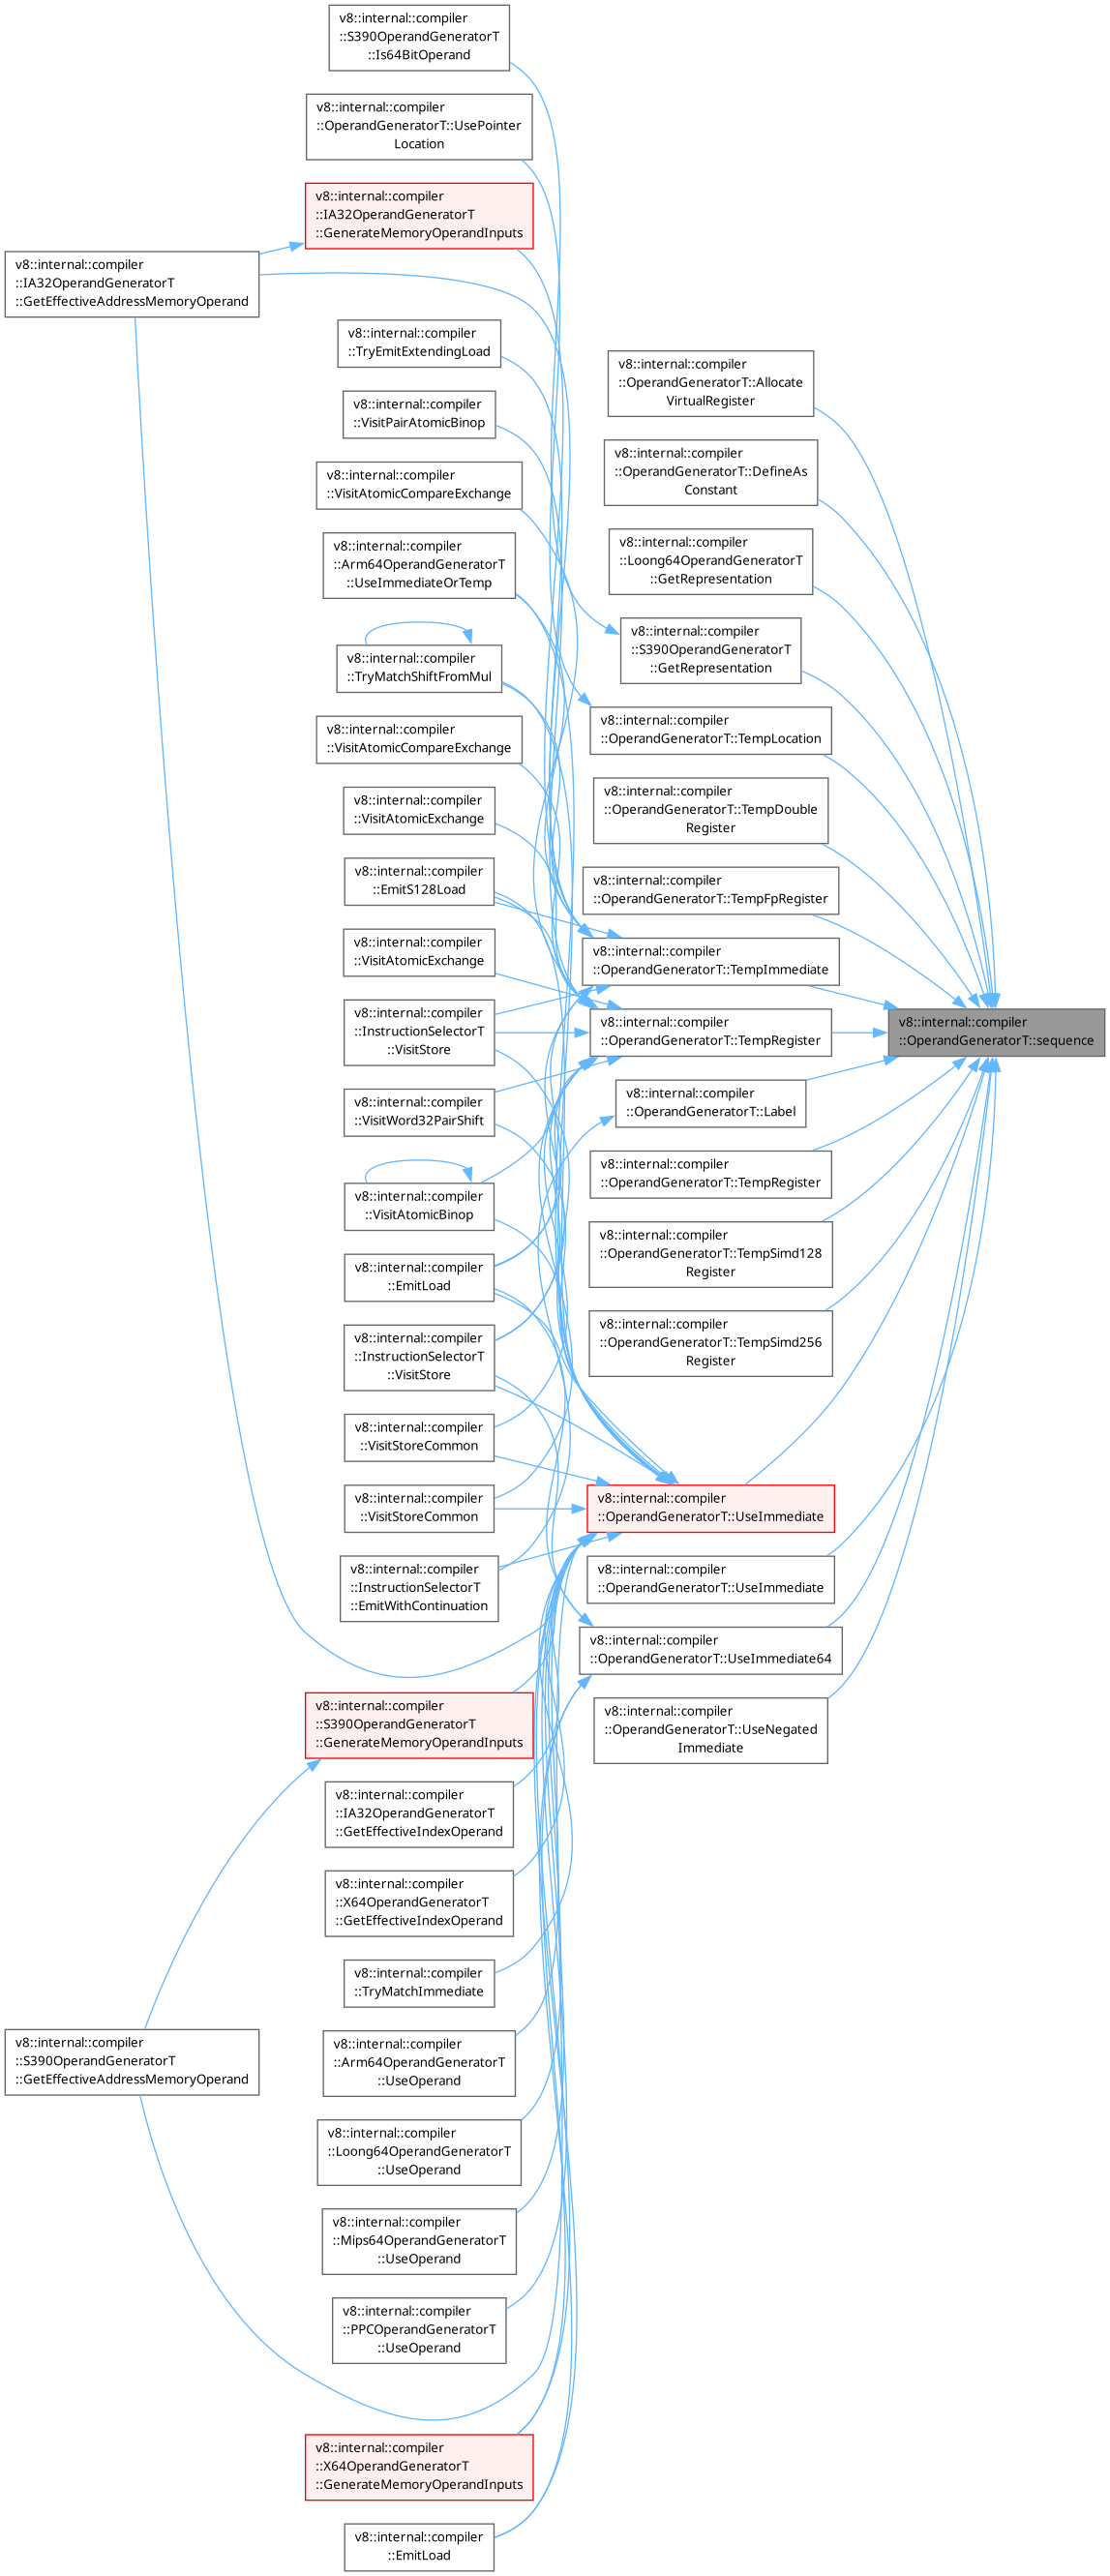 v8::internal::compiler
::S390OperandGeneratorT
::Is64BitOperand
v8::internal::compiler
::OperandGeneratorT::UsePointer
Location
v8::internal::compiler
::IA32OperandGeneratorT
::GenerateMemoryOperandInputs
v8::internal::compiler
::IA32OperandGeneratorT
::GetEffectiveAddressMemoryOperand
v8::internal::compiler
::TryEmitExtendingLoad
v8::internal::compiler
::VisitPairAtomicBinop
v8::internal::compiler
::VisitAtomicCompareExchange
v8::internal::compiler
::Arm64OperandGeneratorT
::UseImmediateOrTemp
v8::internal::compiler
::TryMatchShiftFromMul
v8::internal::compiler
::VisitAtomicCompareExchange
v8::internal::compiler
::VisitAtomicExchange
v8::internal::compiler
::EmitS128Load
v8::internal::compiler
::VisitAtomicExchange
v8::internal::compiler
::InstructionSelectorT
::VisitStore
v8::internal::compiler
::VisitWord32PairShift
v8::internal::compiler
::VisitAtomicBinop
v8::internal::compiler
::EmitLoad
v8::internal::compiler
::InstructionSelectorT
::VisitStore
v8::internal::compiler
::VisitStoreCommon
v8::internal::compiler
::VisitStoreCommon
v8::internal::compiler
::InstructionSelectorT
::EmitWithContinuation
v8::internal::compiler
::S390OperandGeneratorT
::GenerateMemoryOperandInputs
v8::internal::compiler
::IA32OperandGeneratorT
::GetEffectiveIndexOperand
v8::internal::compiler
::X64OperandGeneratorT
::GetEffectiveIndexOperand
v8::internal::compiler
::TryMatchImmediate
v8::internal::compiler
::S390OperandGeneratorT
::GetEffectiveAddressMemoryOperand
v8::internal::compiler
::Arm64OperandGeneratorT
::UseOperand
v8::internal::compiler
::Loong64OperandGeneratorT
::UseOperand
v8::internal::compiler
::Mips64OperandGeneratorT
::UseOperand
v8::internal::compiler
::PPCOperandGeneratorT
::UseOperand
v8::internal::compiler
::X64OperandGeneratorT
::GenerateMemoryOperandInputs
v8::internal::compiler
::EmitLoad
v8::internal::compiler
::OperandGeneratorT::Allocate
VirtualRegister
v8::internal::compiler
::OperandGeneratorT::DefineAs
Constant
v8::internal::compiler
::Loong64OperandGeneratorT
::GetRepresentation
v8::internal::compiler
::S390OperandGeneratorT
::GetRepresentation
v8::internal::compiler
::OperandGeneratorT::TempLocation
v8::internal::compiler
::OperandGeneratorT::TempDouble
Register
v8::internal::compiler
::OperandGeneratorT::TempFpRegister
v8::internal::compiler
::OperandGeneratorT::TempImmediate
v8::internal::compiler
::OperandGeneratorT::TempRegister
v8::internal::compiler
::OperandGeneratorT::Label
v8::internal::compiler
::OperandGeneratorT::TempRegister
v8::internal::compiler
::OperandGeneratorT::TempSimd128
Register
v8::internal::compiler
::OperandGeneratorT::TempSimd256
Register
v8::internal::compiler
::OperandGeneratorT::UseImmediate
v8::internal::compiler
::OperandGeneratorT::UseImmediate
v8::internal::compiler
::OperandGeneratorT::UseImmediate64
v8::internal::compiler
::OperandGeneratorT::UseNegated
Immediate
v8::internal::compiler
::OperandGeneratorT::sequence